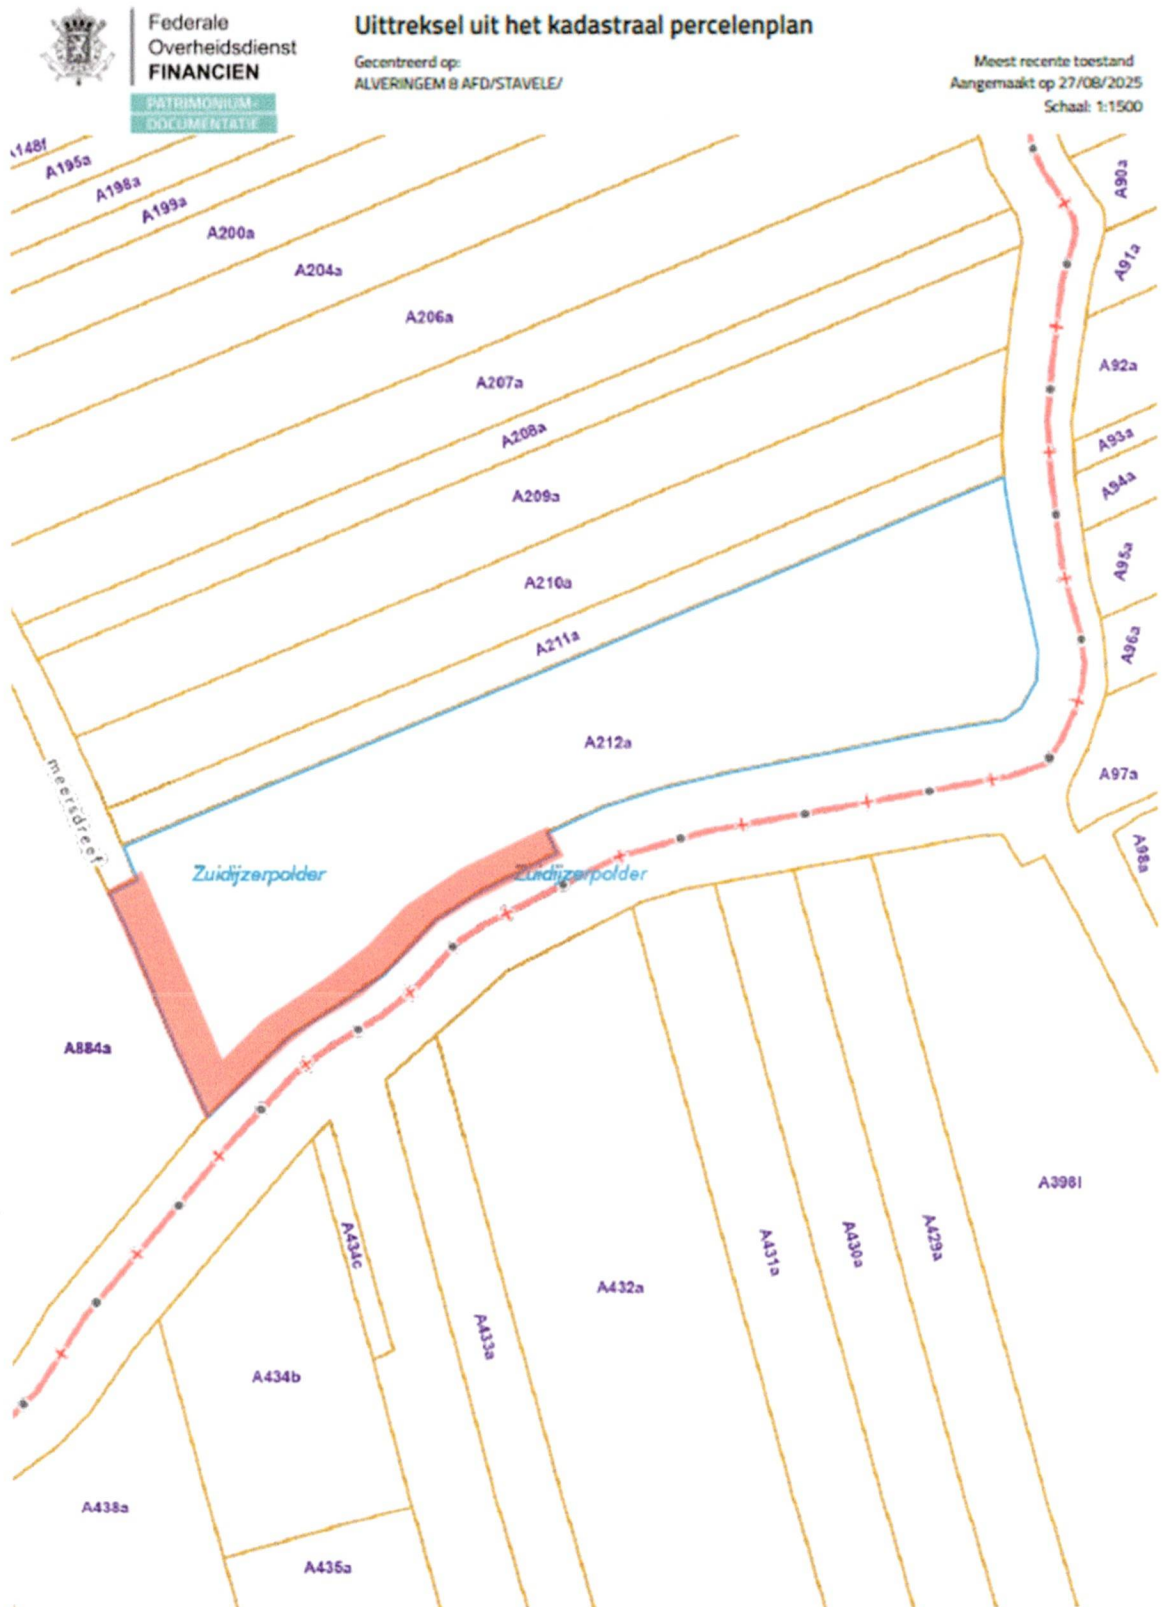 Federale
Overheidsdienst
FINANCIEN
PATRIMONIUM-
DOCUMENTATIE
Uittreksel uit het kadastraal percelenplan
Gecentreerd op:
ALVERINGEM 8 AFD/STAVELE/
Meest recente toestand
Aangemaakt op 27/08/2025
Schaal: 1:1500
A148f
A195a
A198a
A199a
A200a
A204a
A206a
A207a
A208a
A209a
A210a
A211a
A212a
A90a
A91a
A92a
A93a
A94a
A95a
A96a
A97a
A98a
meersdreef
Zuidijzerpolder
Zuidijzerpolder
A884a
A434c
A433a
A432a
A431a
A430a
A429a
A398l
A434b
A438a
A435a